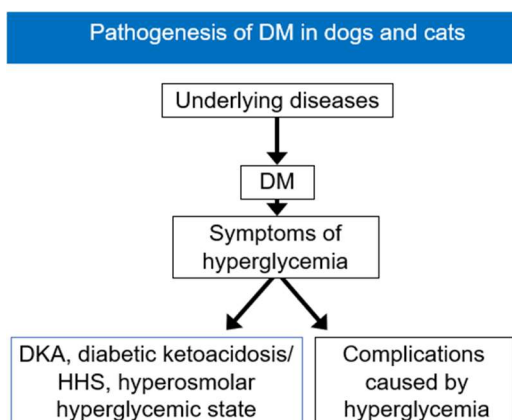 Pathogenesis of DM in dogs and cats
Underlying diseases
DM
Symptoms of
hyperglycemia
DKA, diabetic ketoacidosis/
HHS, hyperosmolar
hyperglycemic state
Complications
caused by
hyperglycemia